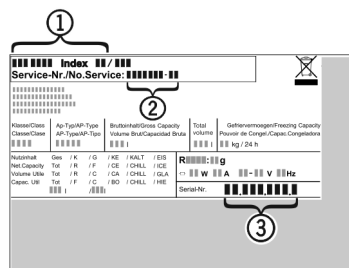 1
Index /
Service-Nr./No.Service: -
2
Klasse/Class Ap-Typ/AP-Type Bruttoinhalt/Gross Capacity Total Gefriervermoegen/Freezing Capacity
Classe/Clase AP-Type/AP-Tipo Volume Brut/Capacidad Bruta volume Pouvoir de Congel./Capac.Congeladora
l l kg / 24 h
Nutzinhalt Ges / K / G / KE / KALT / EIS
Net.Capacity Tot / R / F / CE / CHILL / ICE
Volume Utile Tot / R / C / CA / CHILL / GLA
Capac. Util Tot / F / C / BO / CHILL / HIE
l / l
R : g
W A - V Hz
Serial-Nr. . . .
3